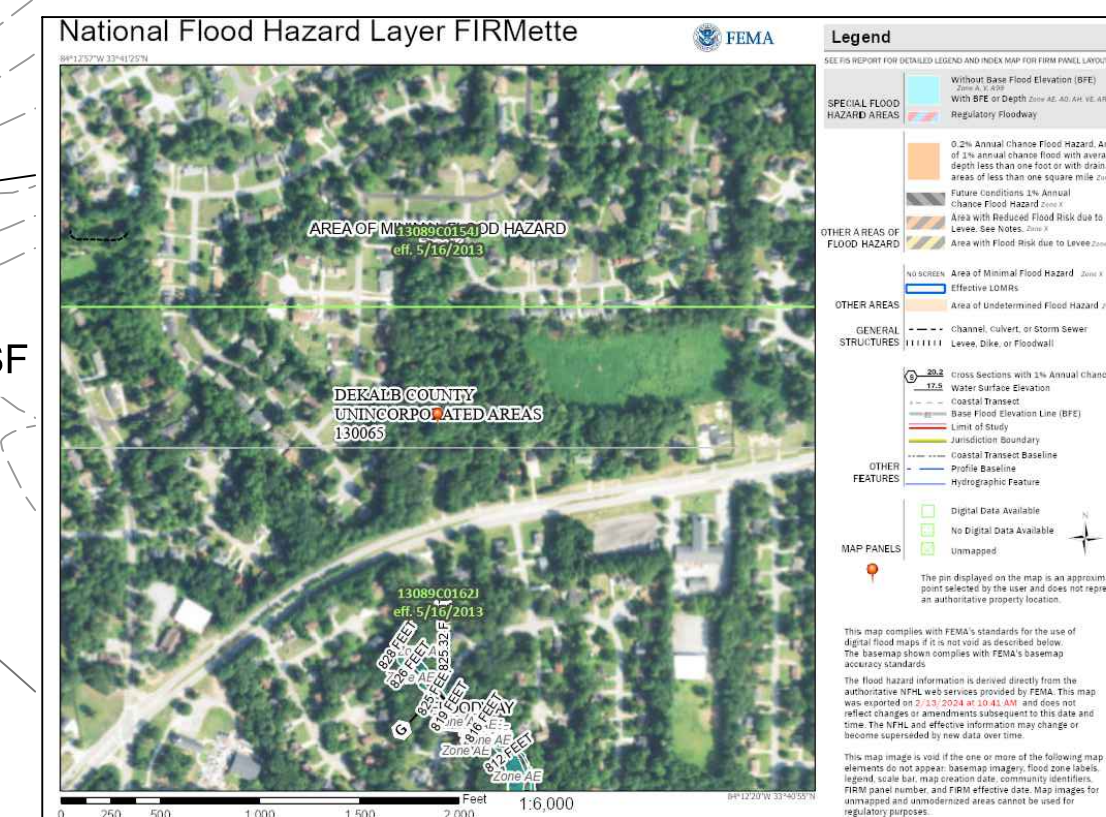 National Flood Hazard Layer FIRMette
FEMA
84°12'57"W 33°41'25"N
AREA OF MINIMAL FLOOD HAZARD
13089C0154J
eff. 5/16/2013
SF
DEKALB COUNTY
UNINCORPORATED AREAS
130065
13089C0162J
eff. 5/16/2013
828 FEET
826 FEET
825.32 F
825 FEET
819 FEET
816 FEET
812 FEET
G
Zone AE
Zone AE
Zone AE
Feet
0 250 500 1,000 1,500 2,000
1:6,000
84°12'20"W 33°40'55"N
Legend
SEE FIS REPORT FOR DETAILED LEGEND AND INDEX MAP FOR FIRM PANEL LAYOUT
SPECIAL FLOOD
HAZARD AREAS
Without Base Flood Elevation (BFE)
Zone A, V, A99
With BFE or Depth Zone AE, AO, AH, VE, AR
Regulatory Floodway
0.2% Annual Chance Flood Hazard,
of 1% annual chance flood with
depth less than one foot or with
areas of less than one square mile
Future Conditions 1% Annual
Chance Flood Hazard Zone X
Area with Reduced Flood Risk due to
Levee. See Notes. Zone X
Area with Flood Risk due to Levee
OTHER AREAS OF
FLOOD HAZARD
NO SCREEN Area of Minimal Flood Hazard Zone X
Effective LOMRs
OTHER AREAS
Area of Undetermined Flood Hazard
GENERAL
STRUCTURES
Channel, Culvert, or Storm Sewer
Levee, Dike, or Floodwall
20.2 Cross Sections with 1% Annual Chance
17.5 Water Surface Elevation
Coastal Transect
Base Flood Elevation Line (BFE)
Limit of Study
Jurisdiction Boundary
Coastal Transect Baseline
OTHER
FEATURES
Profile Baseline
Hydrographic Feature
MAP PANELS
Digital Data Available
No Digital Data Available
Unmapped
N
The pin displayed on the map is an approxim
point selected by the user and does not repre
an authoritative property location.
This map complies with FEMA's standards for the use of
digital flood maps if it is not void as described below.
The basemap shown complies with FEMA's basemap
accuracy standards
The flood hazard information is derived directly from the
authoritative NFHL web services provided by FEMA. This map
was exported on 2/13/2024 at 10:41 AM and does not
reflect changes or amendments subsequent to this date and
time. The NFHL and effective information may change or
become superseded by new data over time.
This map image is void if the one or more of the following map
elements do not appear: basemap imagery, flood zone labels,
legend, scale bar, map creation date, community identifiers,
FIRM panel number, and FIRM effective date. Map images for
unmapped and unmodernized areas cannot be used for
regulatory purposes.